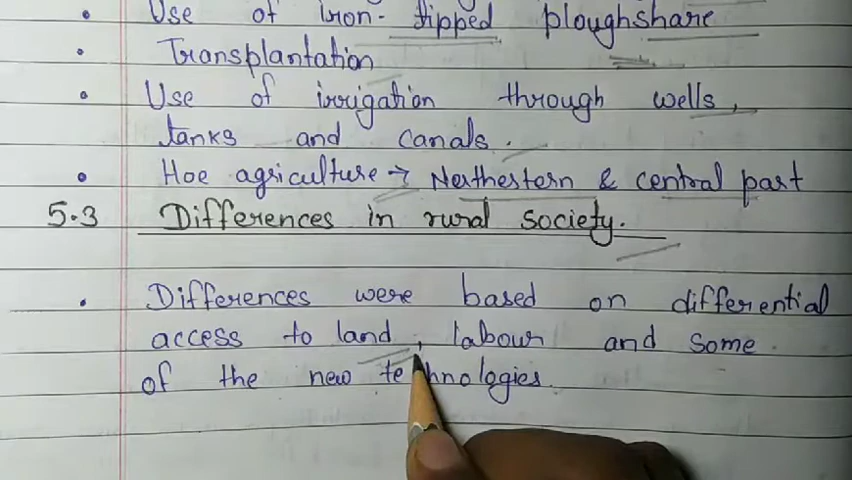 • Use of iron-tipped ploughshare
• Transplantation
• Use of irrigation through wells,
tanks and canals.
• Hoe agriculture → Northestern & central part
5.3 Differences in rural society.
• Differences were based on differential
access to land, labour and some
of the new technologies